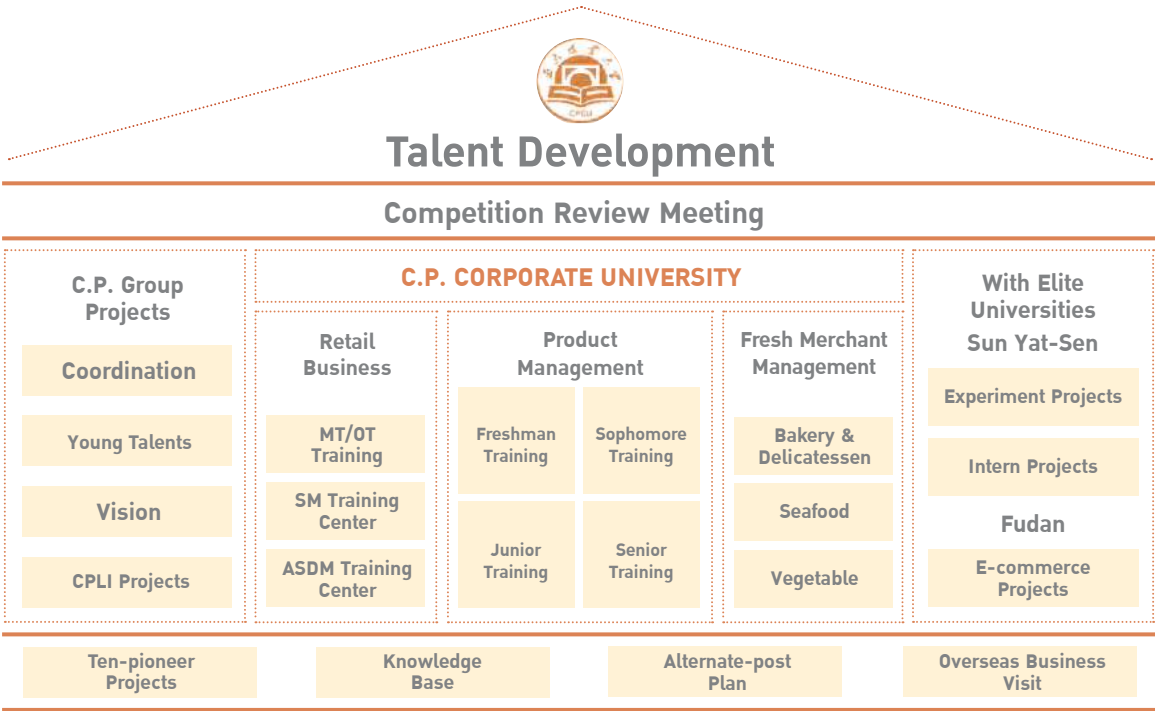 CPCU
Talent Development
Competition Review Meeting
C.P. Group
Projects
Coordination
Young Talents
Vision
CPLI Projects
C.P. CORPORATE UNIVERSITY
Retail
Business
MT/OT
Training
SM Training
Center
ASDM Training
Center
Product
Management
Freshman
Training
Sophomore
Training
Junior
Training
Senior
Training
Fresh Merchant
Management
Bakery &
Delicatessen
Seafood
Vegetable
With Elite
Universities
Sun Yat-Sen
Experiment Projects
Intern Projects
Fudan
E-commerce
Projects
Ten-pioneer
Projects
Knowledge
Base
Alternate-post
Plan
Overseas Business
Visit